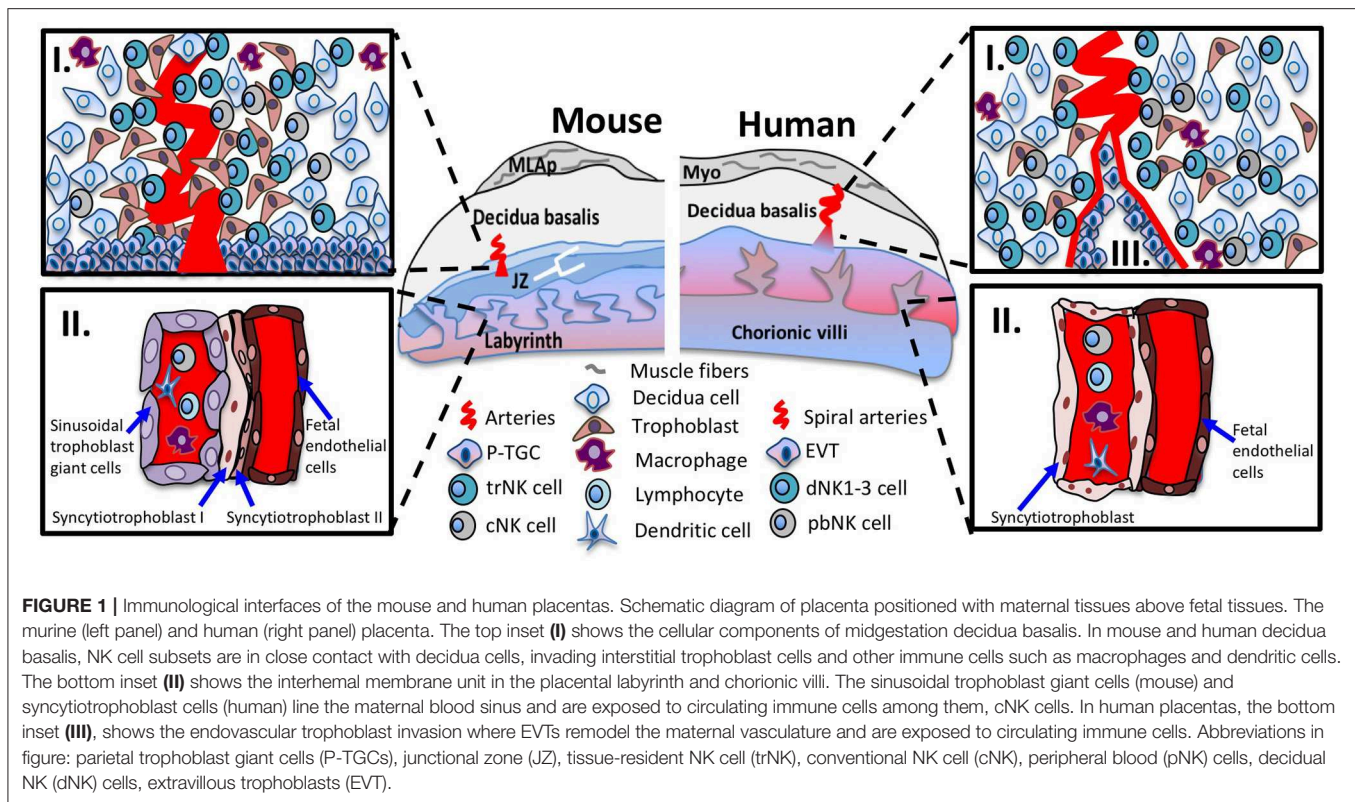 I.
I.
Mouse
Human
MLAp
Myo
Decidua basalis
Decidua basalis
JZ
III.
II.
II.
Labyrinth
Chorionic villi
Muscle fibers
Decidua cell
Arteries
Trophoblast
Spiral arteries
P-TGC
Macrophage
EVT
trNK cell
Lymphocyte
dNK1-3 cell
cNK cell
Dendritic cell
pbNK cell
Sinusoidal
trophoblast
giant cells
Fetal
endothelial
cells
Syncytiotrophoblast I
Syncytiotrophoblast II
Fetal
endothelial
cells
Syncytiotrophoblast
FIGURE 1 | Immunological interfaces of the mouse and human placentas. Schematic diagram of placenta positioned with maternal tissues above fetal tissues. The
murine (left panel) and human (right panel) placenta. The top inset (I) shows the cellular components of midgestation decidua basalis. In mouse and human decidua
basalis, NK cell subsets are in close contact with decidua cells, invading interstitial trophoblast cells and other immune cells such as macrophages and dendritic cells.
The bottom inset (II) shows the interhemal membrane unit in the placental labyrinth and chorionic villi. The sinusoidal trophoblast giant cells (mouse) and
syncytiotrophoblast cells (human) line the maternal blood sinus and are exposed to circulating immune cells among them, cNK cells. In human placentas, the bottom
inset (III), shows the endovascular trophoblast invasion where EVTs remodel the maternal vasculature and are exposed to circulating immune cells. Abbreviations in
figure: parietal trophoblast giant cells (P-TGCs), junctional zone (JZ), tissue-resident NK cell (trNK), conventional NK cell (cNK), peripheral blood (pNK) cells, decidual
NK (dNK) cells, extravillous trophoblasts (EVT).